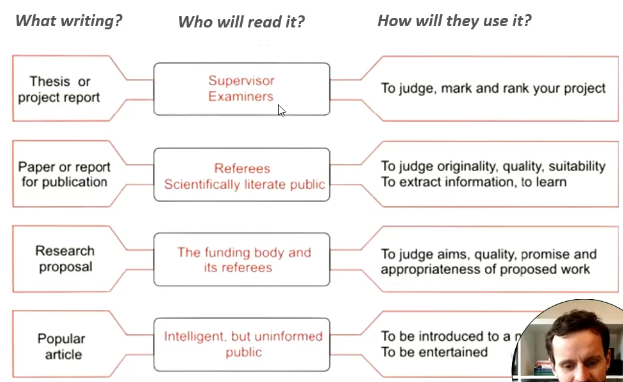 What writing?
Who will read it?
How will they use it?
Thesis or
project report
Supervisor
Examiners
To judge, mark and rank your project
Paper or report
for publication
Referees
Scientifically literate public
To judge originality, quality, suitability
To extract information, to learn
Research
proposal
The funding body and
its referees
To judge aims, quality, promise and
appropriateness of proposed work
Popular
article
Intelligent, but uninformed
public
To be introduced to a
To be entertained